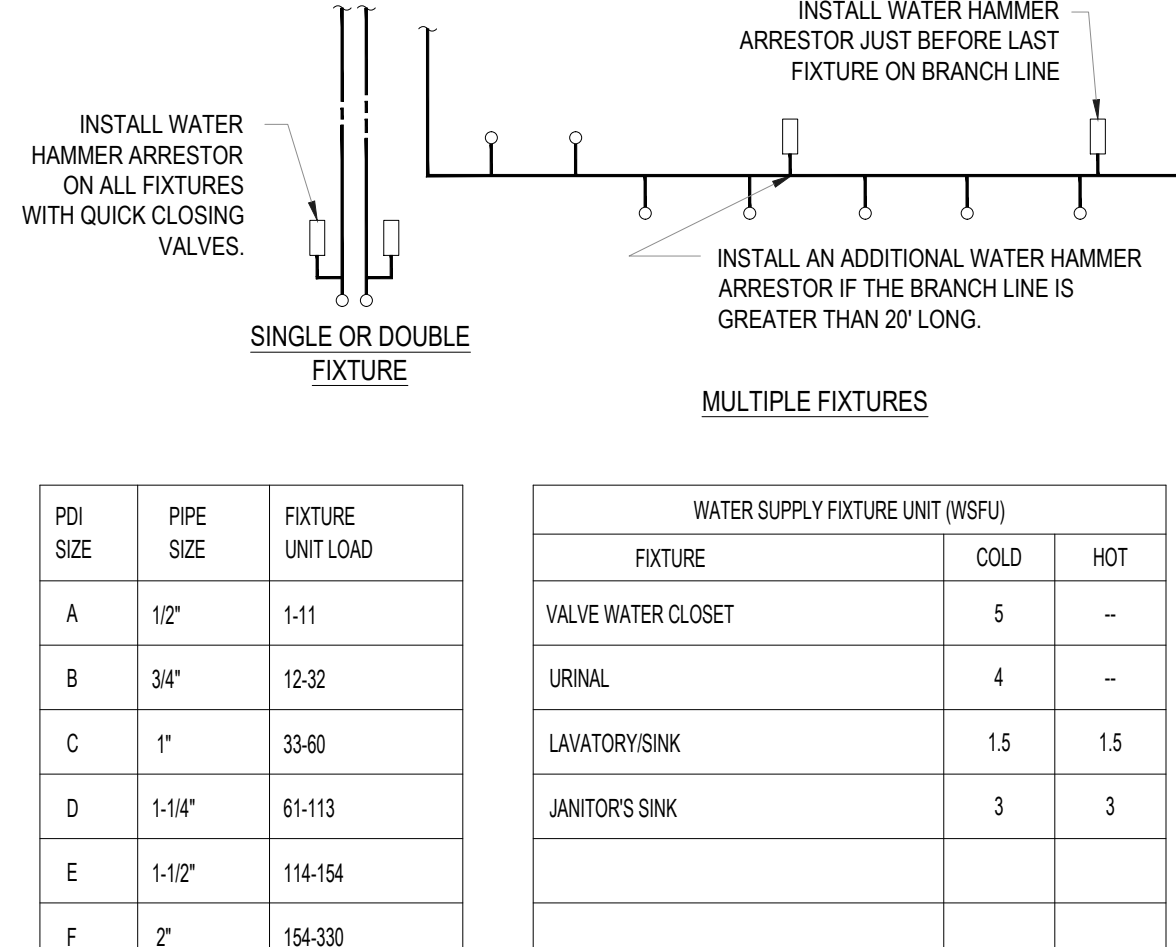 INSTALL WATER HAMMER
ARRESTOR JUST BEFORE LAST
FIXTURE ON BRANCH LINE
INSTALL WATER
HAMMER ARRESTOR
ON ALL FIXTURES
WITH QUICK CLOSING
VALVES.
INSTALL AN ADDITIONAL WATER HAMMER
ARRESTOR IF THE BRANCH LINE IS
GREATER THAN 20' LONG.
SINGLE OR DOUBLE
FIXTURE
MULTIPLE FIXTURES
PDI SIZE PIPE SIZE FIXTURE UNIT LOAD
A 1/2" 1-11
B 3/4" 12-32
C 1" 33-60
D 1-1/4" 61-113
E 1-1/2" 114-154
F 2" 154-330
WATER SUPPLY FIXTURE UNIT (WSFU)
FIXTURE COLD HOT
VALVE WATER CLOSET 5 --
URINAL 4 --
LAVATORY/SINK 1.5 1.5
JANITOR'S SINK 3 3